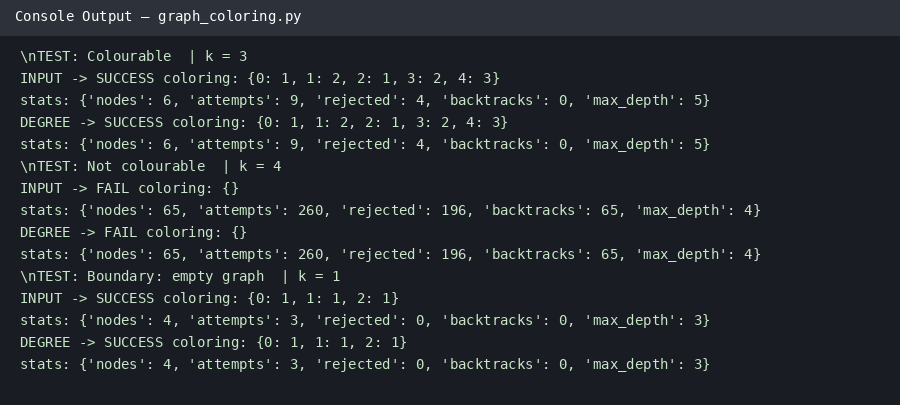 Console Output — graph_coloring.py
\nTEST: Colourable  | k = 3
INPUT -> SUCCESS coloring: {0: 1, 1: 2, 2: 1, 3: 2, 4: 3}
stats: {'nodes': 6, 'attempts': 9, 'rejected': 4, 'backtracks': 0, 'max_depth': 5}
DEGREE -> SUCCESS coloring: {0: 1, 1: 2, 2: 1, 3: 2, 4: 3}
stats: {'nodes': 6, 'attempts': 9, 'rejected': 4, 'backtracks': 0, 'max_depth': 5}
\nTEST: Not colourable  | k = 4
INPUT -> FAIL coloring: {}
stats: {'nodes': 65, 'attempts': 260, 'rejected': 196, 'backtracks': 65, 'max_depth': 4}
DEGREE -> FAIL coloring: {}
stats: {'nodes': 65, 'attempts': 260, 'rejected': 196, 'backtracks': 65, 'max_depth': 4}
\nTEST: Boundary: empty graph  | k = 1
INPUT -> SUCCESS coloring: {0: 1, 1: 1, 2: 1}
stats: {'nodes': 4, 'attempts': 3, 'rejected': 0, 'backtracks': 0, 'max_depth': 3}
DEGREE -> SUCCESS coloring: {0: 1, 1: 1, 2: 1}
stats: {'nodes': 4, 'attempts': 3, 'rejected': 0, 'backtracks': 0, 'max_depth': 3}